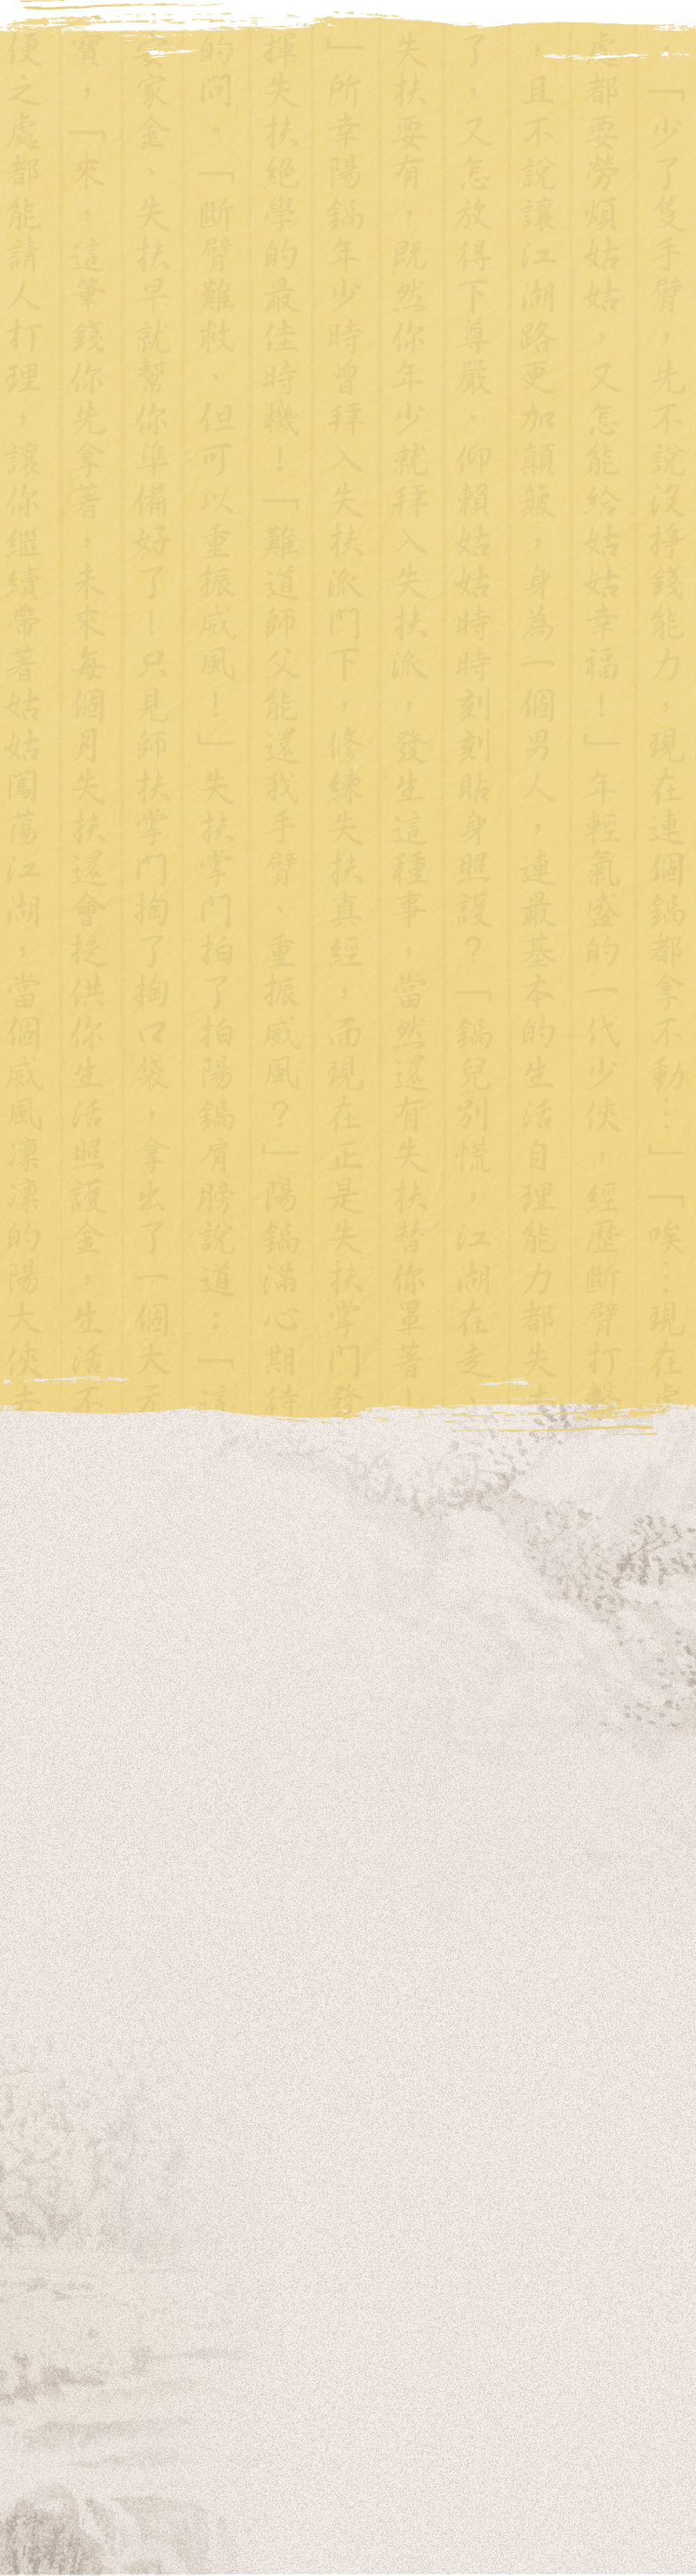 ，「少了隻手臂，先不說沒掙錢能力，現在連個鍋都拿不動…」「唉…現在處
處都要勞煩姑姑，又怎能給姑姑幸福！」年輕氣盛的一代少俠，經歷斷臂打擊
，且不說讓江湖路更加顛簸，身為一個男人，連最基本的生活自理能力都失去
了，又怎放得下尊嚴、仰賴姑姑時時刻刻貼身照護？「鍋兒別慌，江湖在走、
失扶要有，既然你年少就拜入失扶派，發生這種事，當然還有失扶替你罩著！
」所幸陽鍋年少時曾拜入失扶派門下，修練失扶真經，而現在正是失扶掌門發
揮失扶絕學的最佳時機！「難道師父能還我手臂、重振威風？」陽鍋滿心期待
的問。「斷臂難救、但可以重振威風！」失扶掌門拍了拍陽鍋肩膀說道：「這
家金、失扶早就幫你準備好了！只見師扶掌門掏了掏口袋，拿出了一個大元
寶，「來，這筆錢你先拿著，未來每個月失扶還會提供你生活照護金，生活不
便之處都能請人打理，讓你繼續帶著姑姑闖蕩江湖，當個威風凜凜的陽大俠